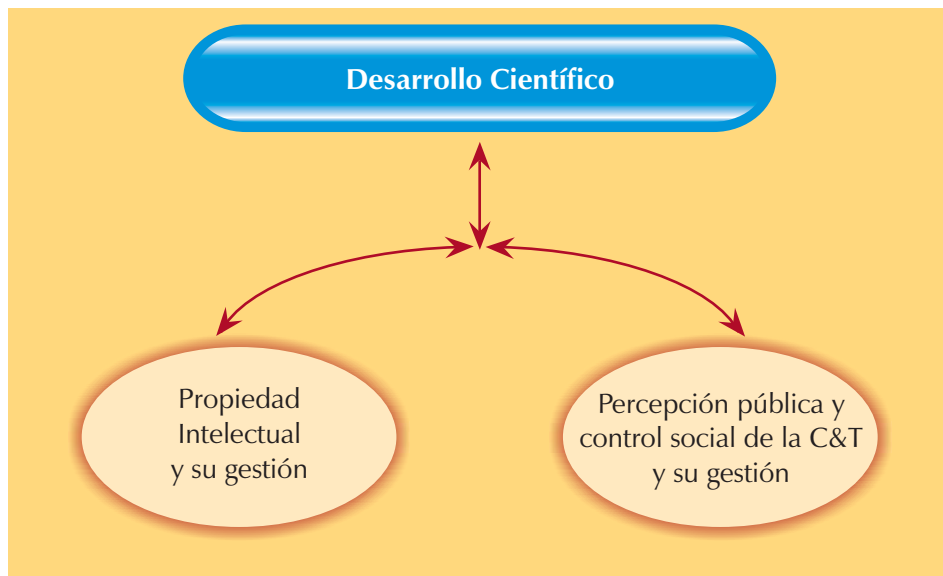 Desarrollo Científico
Propiedad
Intelectual
y su gestión
Percepción pública y
control social de la C&T
y su gestión